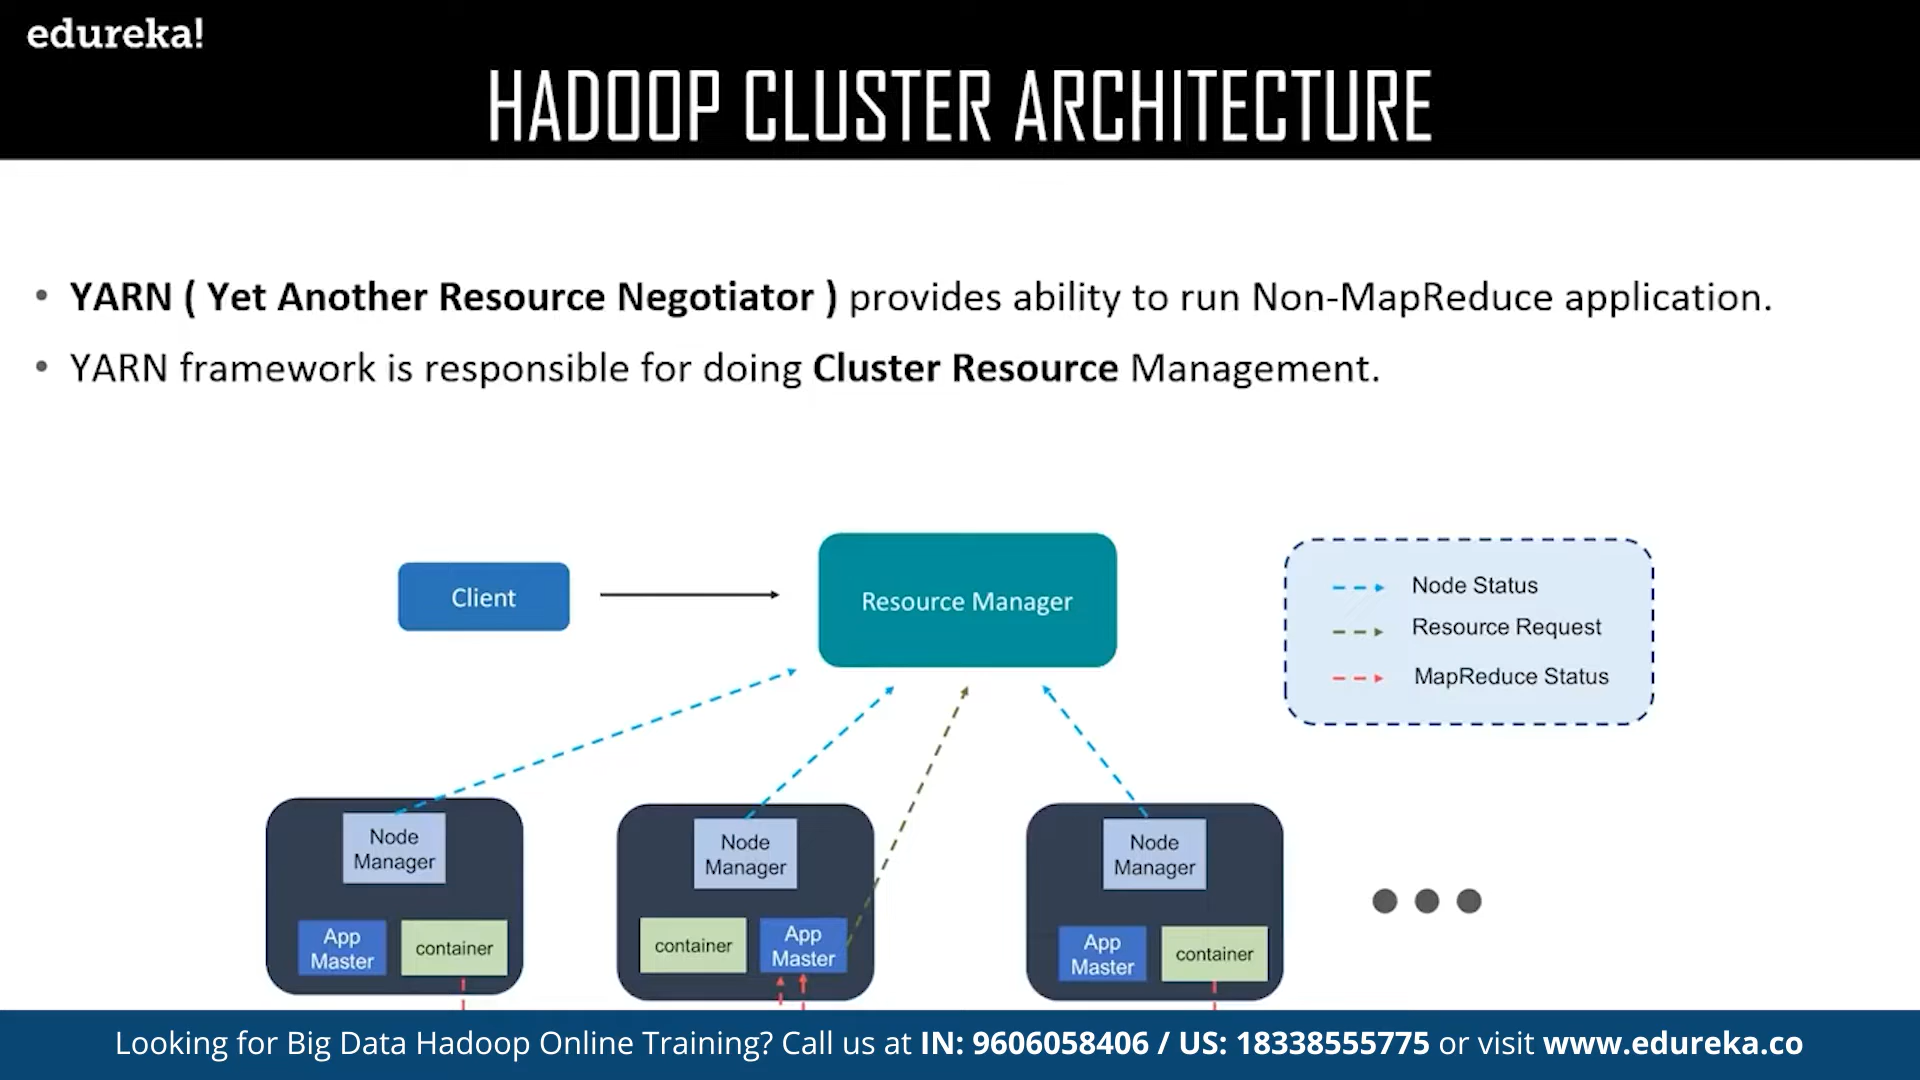 edureka!
HADOOP CLUSTER ARCHITECTURE
• YARN ( Yet Another Resource Negotiator ) provides ability to run Non-MapReduce application.
• YARN framework is responsible for doing Cluster Resource Management.
Client
Resource Manager
Node Status
Resource Request
MapReduce Status
Node
Manager
App
Master
container
Node
Manager
container
App
Master
Node
Manager
App
Master
container
Looking for Big Data Hadoop Online Training? Call us at IN: 9606058406 / US: 18338555775 or visit www.edureka.co